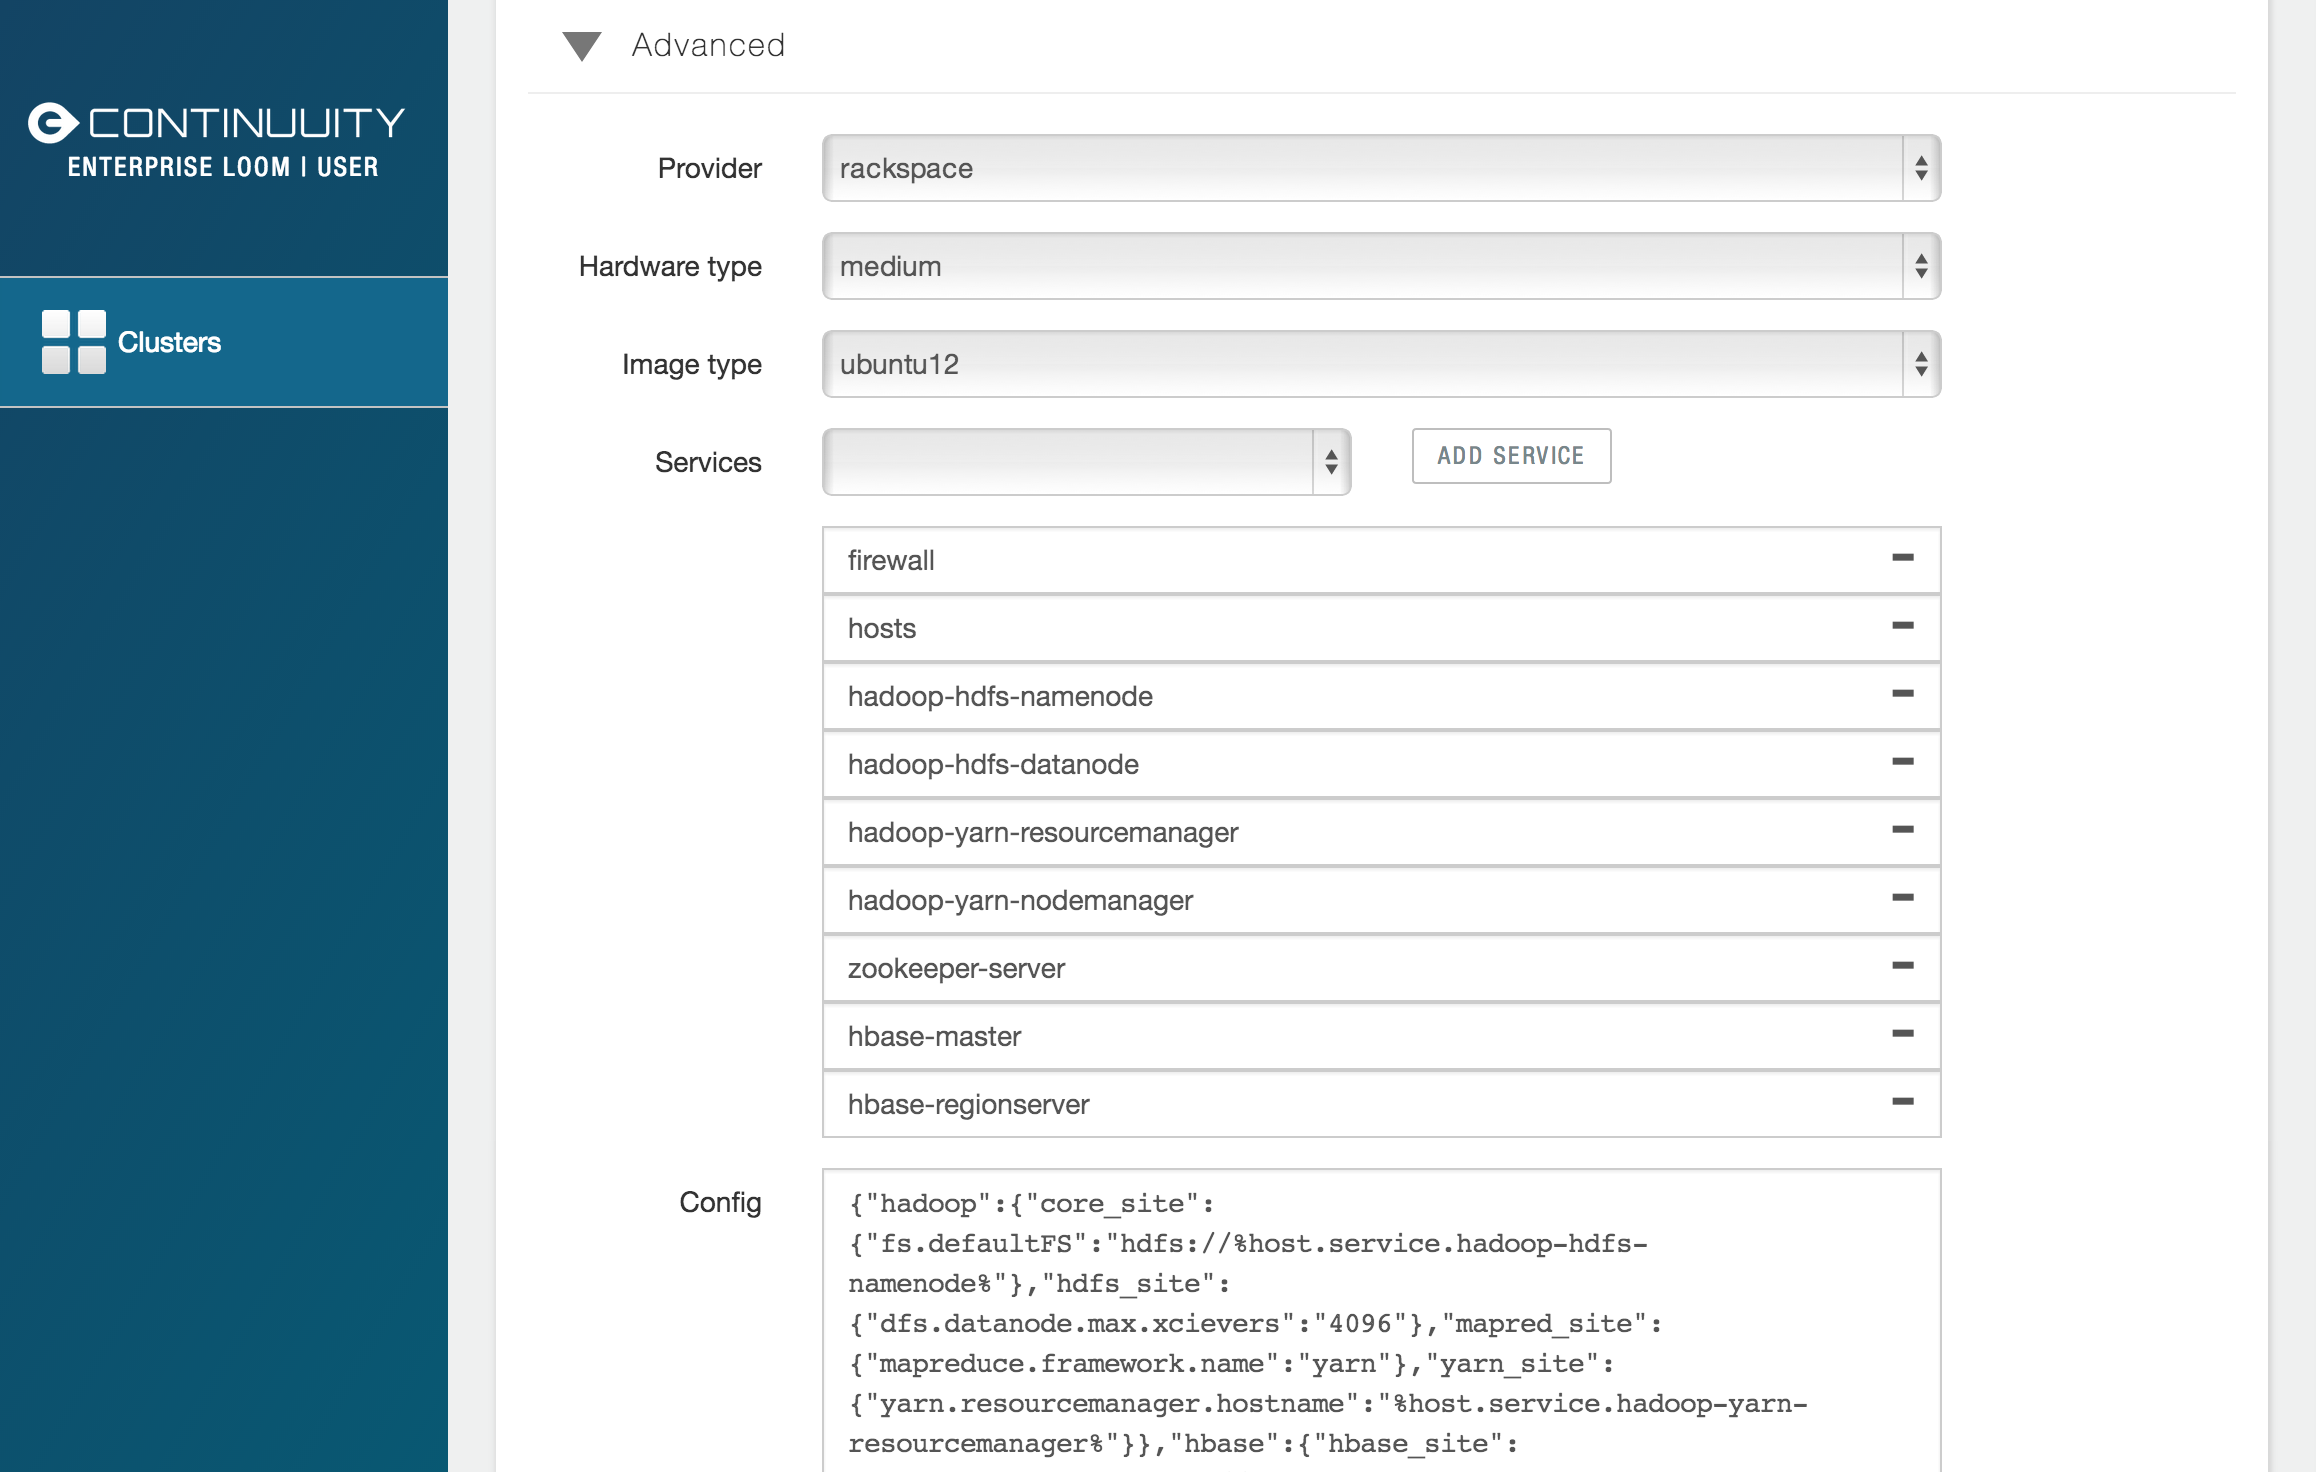 Advanced
CONTINUUITY
ENTERPRISE LOOM | USER
Clusters
Provider
rackspace
Hardware type
medium
Image type
ubuntu12
Services
ADD SERVICE
firewall
hosts
hadoop-hdfs-namenode
hadoop-hdfs-datanode
hadoop-yarn-resourcemanager
hadoop-yarn-nodemanager
zookeeper-server
hbase-master
hbase-regionserver
Config
{"hadoop":{"core_site":
{"fs.defaultFS":"hdfs://%host.service.hadoop-hdfs-
namenode%"},"hdfs_site":
{"dfs.datanode.max.xcievers":"4096"},"mapred_site":
{"mapreduce.framework.name":"yarn"},"yarn_site":
{"yarn.resourcemanager.hostname":"%host.service.hadoop-yarn-
resourcemanager%"}},"hbase":{"hbase_site":